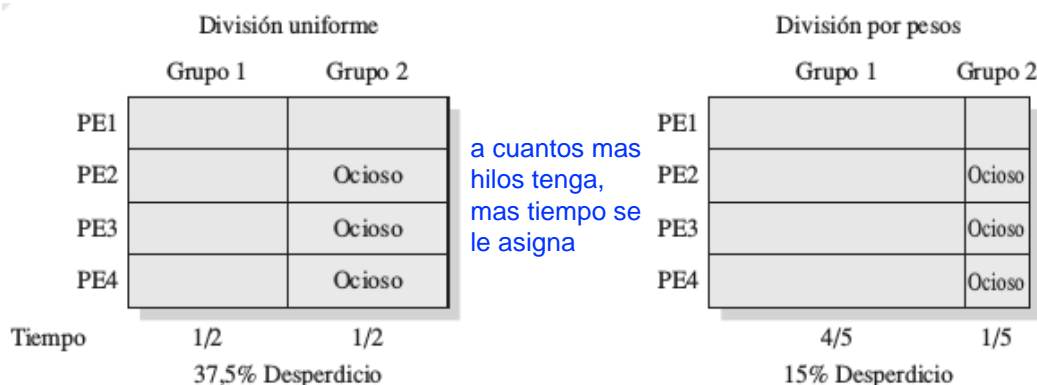 División uniforme
Grupo 1 Grupo 2
PE1
PE2 Ocioso
PE3 Ocioso
PE4 Ocioso
Tiempo 1/2 1/2
37,5% Desperdicio
a cuantos mas
hilos tenga,
mas tiempo se
le asigna
División por pesos
Grupo 1 Grupo 2
PE1
PE2 Ocioso
PE3 Ocioso
PE4 Ocioso
4/5 1/5
15% Desperdicio